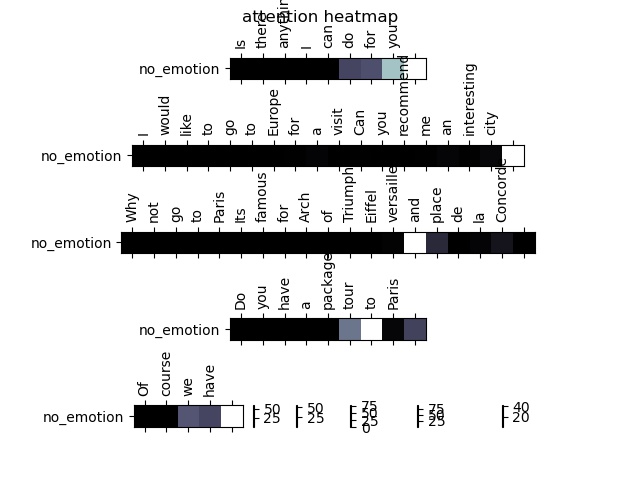 attention heatmap
Is there anything I can do for you
no_emotion
I would like to go to Europe for a visit Can you recommend me an interesting city
no_emotion
Why not go to Paris Its famous for Arch of Triumph Eiffel versaille and place de la Concorde
no_emotion
Do you have a package tour to Paris
no_emotion
Of course we have
no_emotion
50 25
50 25
75 50 25 0
75 50 25
40 20